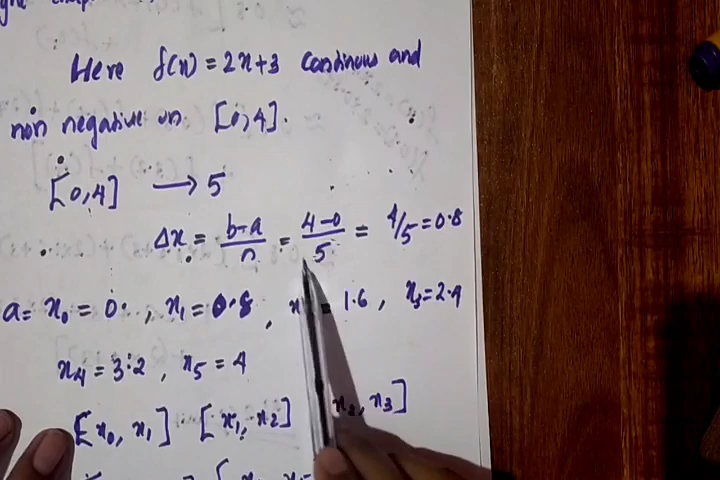 Here f(x) = 2x+3 continous and
non negative on [0,4].
[0,4] → 5
Δx = b-a/n = 4-0/5 = 4/5 = 0.8
a = x0 = 0. , x1 = 0.8 , = 1.6 , x3 = 2.4
x4 = 3.2 , x5 = 4
[x0, x1] [x1, x2] x2, x3]